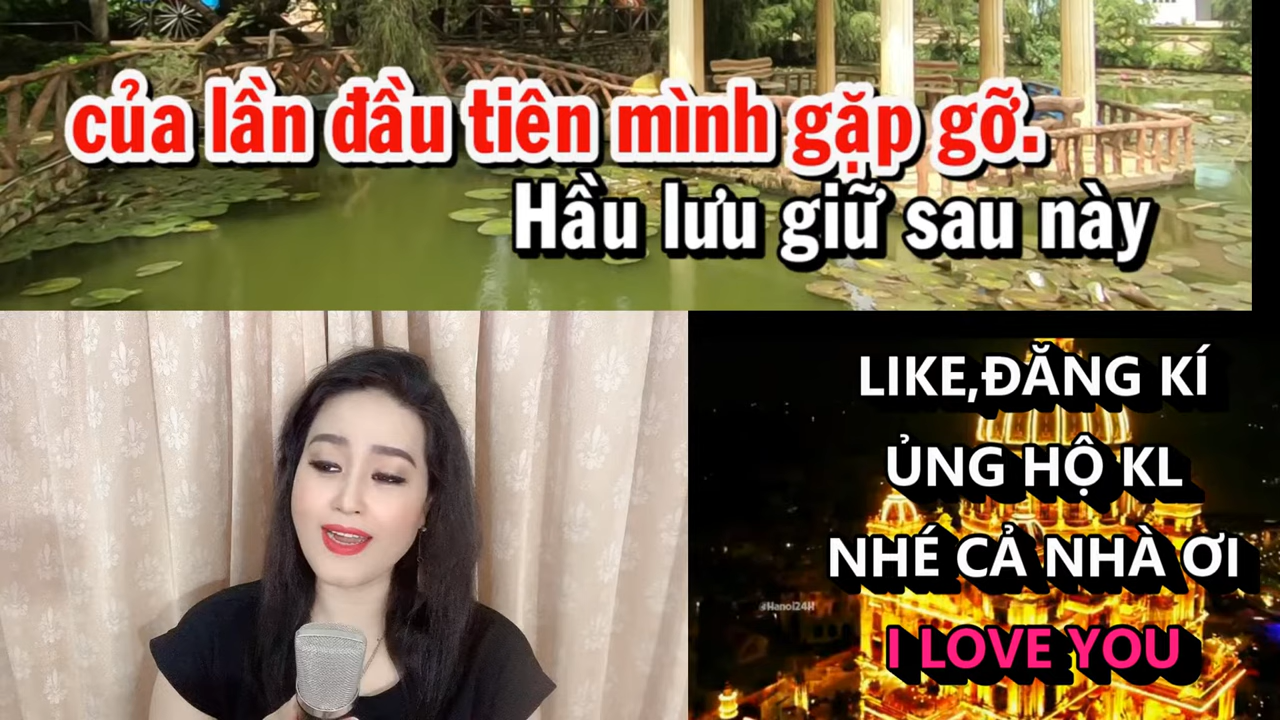 của lần đầu tiên mình gặp gỡ.
Hầu lưu giữ sau này
LIKE,ĐĂNG KÍ
ỦNG HỘ KL
NHÉ CẢ NHÀ ƠI
#Hanoi24H
I LOVE YOU